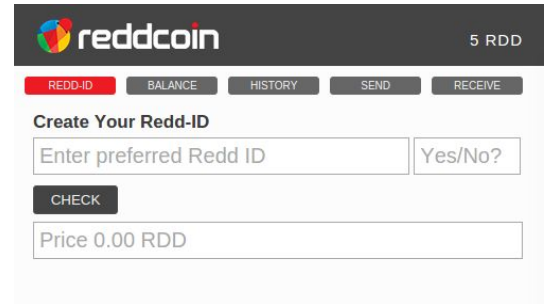 reddcoin 5 RDD
REDD-ID BALANCE HISTORY SEND RECEIVE
Create Your Redd-ID
Enter preferred Redd ID Yes/No?
CHECK
Price 0.00 RDD